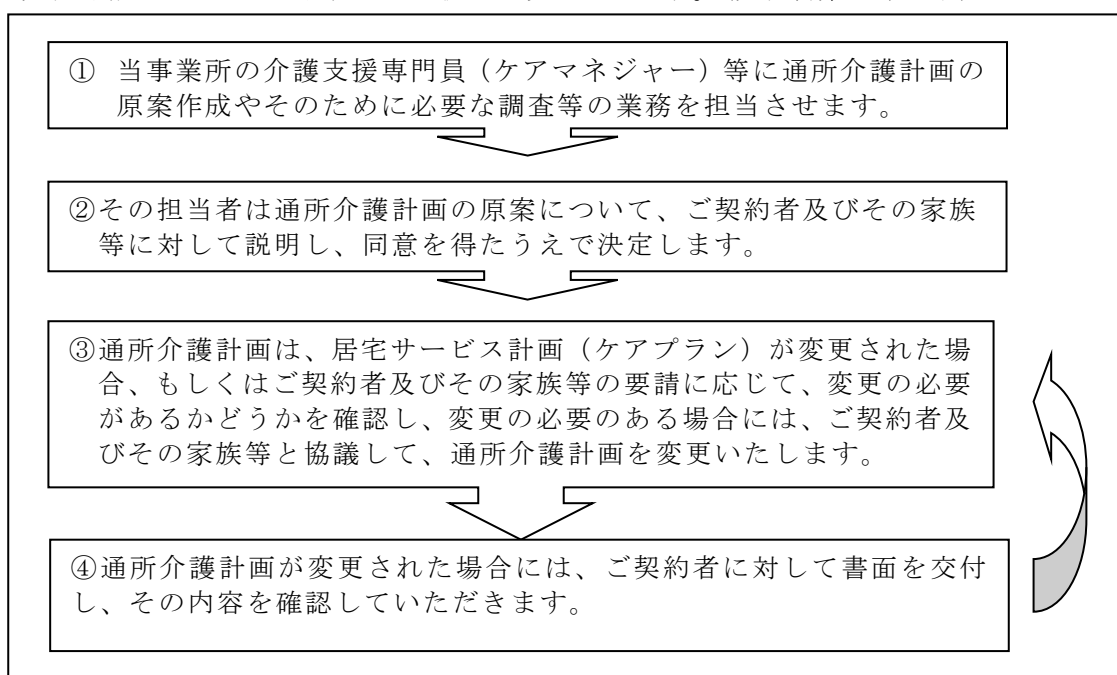 ① 当事業所の介護支援専門員（ケアマネジャー）等に通所介護計画の
原案作成やそのために必要な調査等の業務を担当させます。
②その担当者は通所介護計画の原案について、ご契約者及びその家族
等に対して説明し、同意を得たうえで決定します。
③通所介護計画は、居宅サービス計画（ケアプラン）が変更された場
合、もしくはご契約者及びその家族等の要請に応じて、変更の必要
があるかどうかを確認し、変更の必要のある場合には、ご契約者及
びその家族等と協議して、通所介護計画を変更いたします。
④通所介護計画が変更された場合には、ご契約者に対して書面を交付
し、その内容を確認していただきます。